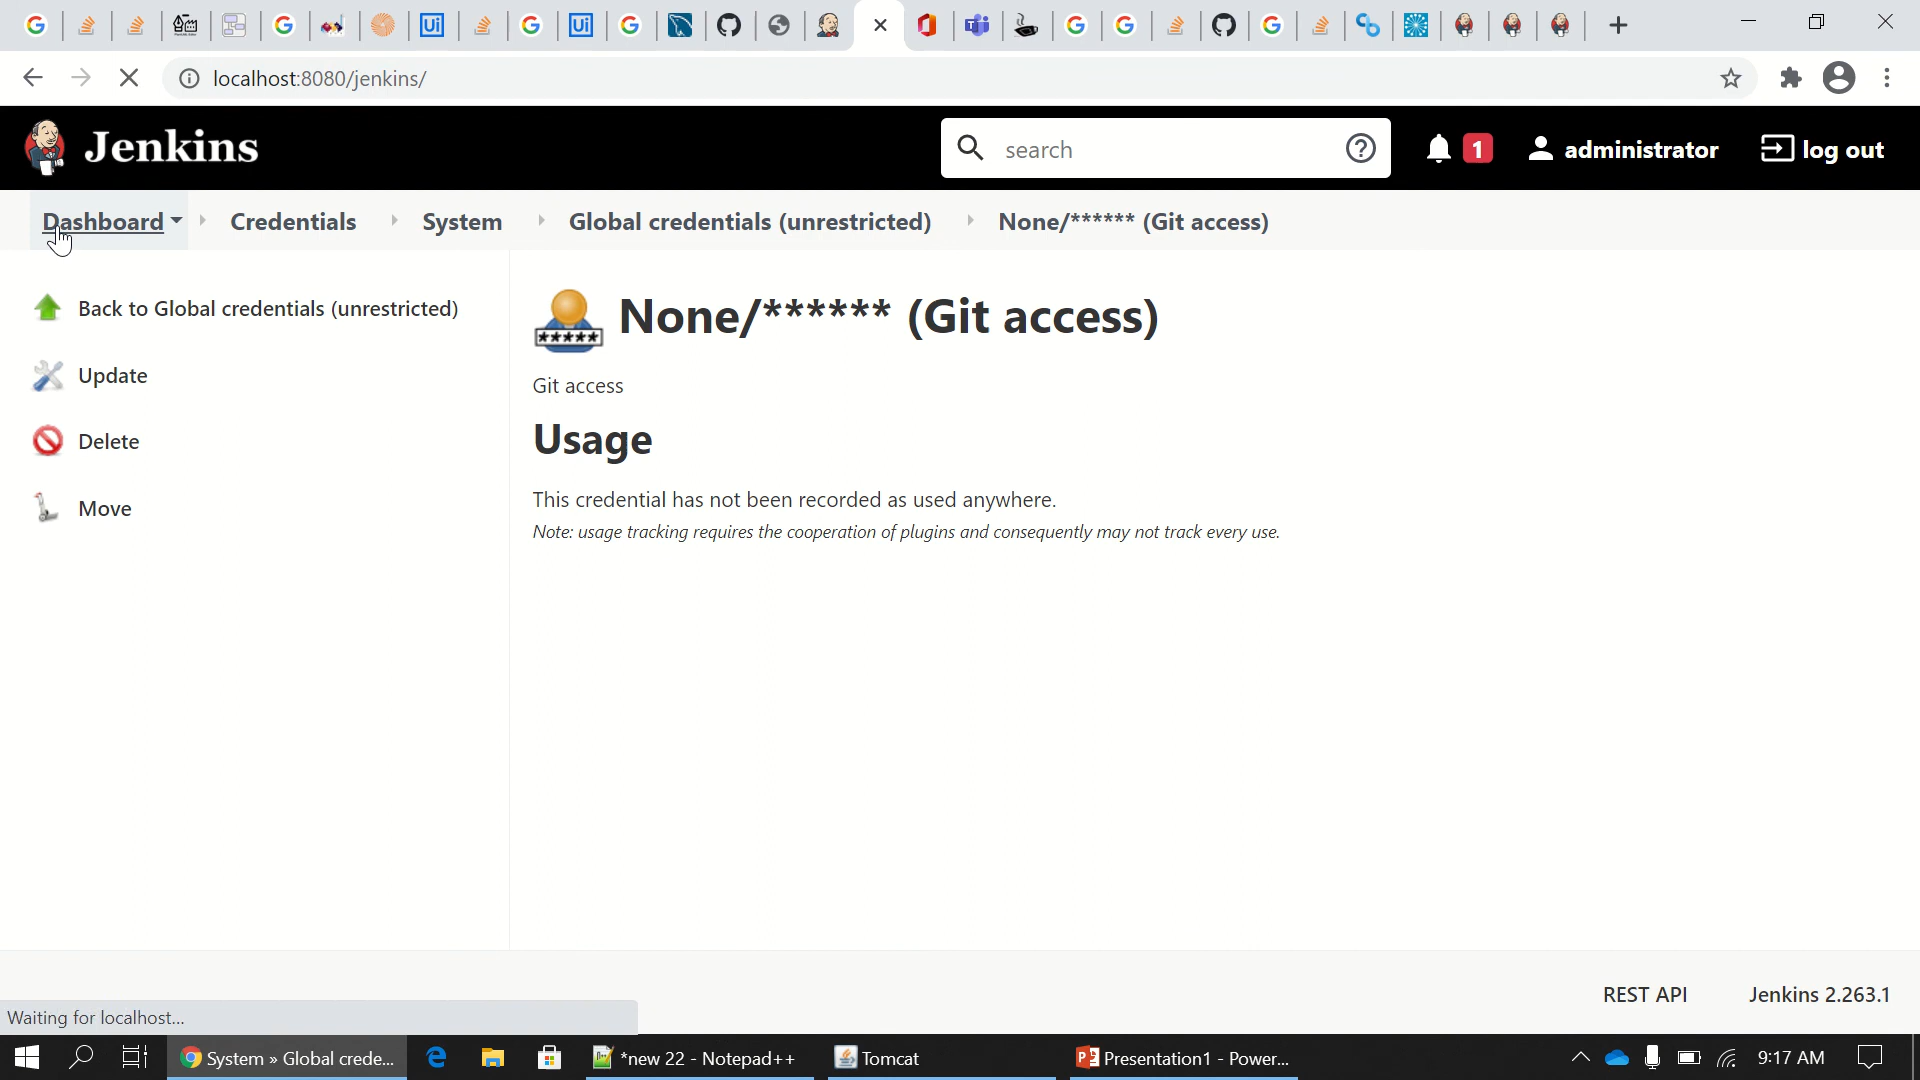 localhost:8080/jenkins/
Jenkins
search
1
administrator
log out
Dashboard
Credentials
System
Global credentials (unrestricted)
None/****** (Git access)
Back to Global credentials (unrestricted)
Update
Delete
Move
None/****** (Git access)
Git access
Usage
This credential has not been recorded as used anywhere.
Note: usage tracking requires the cooperation of plugins and consequently may not track every use.
REST API
Jenkins 2.263.1
Waiting for localhost...
System » Global crede...
*new 22 - Notepad++
Tomcat
Presentation1 - Power...
9:17 AM